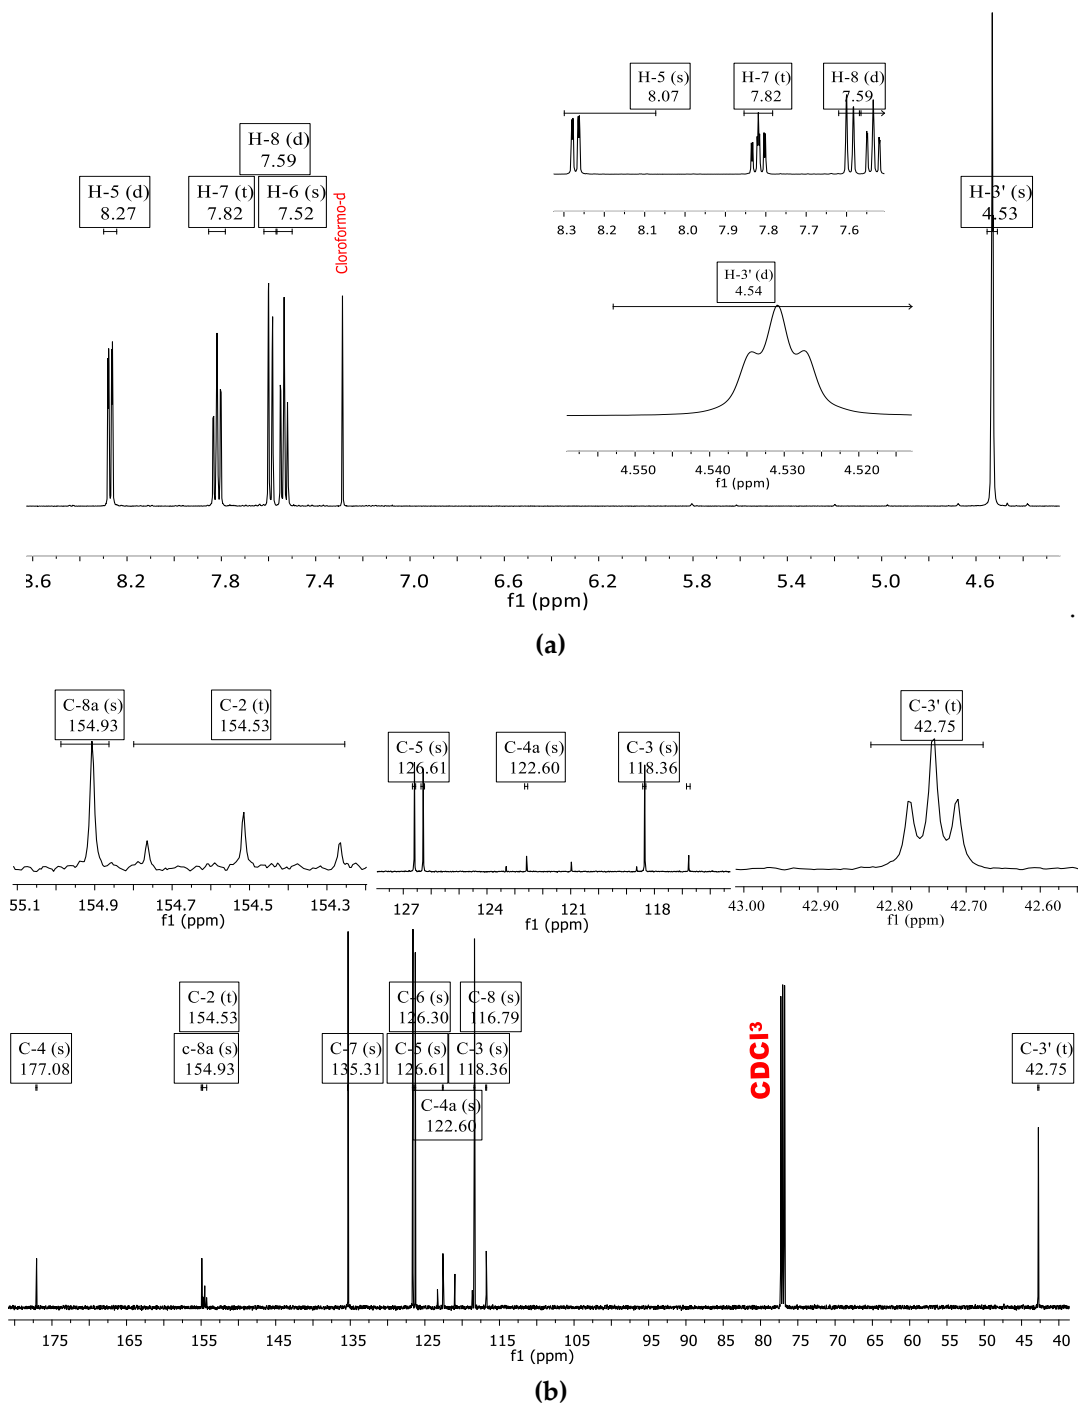 H-5 (s)
8.07
H-7 (t)
7.82
H-8 (d)
7.59
H-8 (d)
7.59
H-5 (d)
8.27
H-7 (t)
7.82
H-6 (s)
7.52
Cloroformo-d
H-3' (s)
4.53
8.3 8.2 8.1 8.0 7.9 7.8 7.7 7.6
H-3' (d)
4.54
4.550 4.540 4.530 4.520
f1 (ppm)
3.6 8.2 7.8 7.4 7.0 6.6 6.2 5.8 5.4 5.0 4.6
f1 (ppm)
.
(a)
C-8a (s)
154.93
C-2 (t)
154.53
55.1 154.9 154.7 154.5 154.3
f1 (ppm)
C-5 (s)
126.61
C-4a (s)
122.60
C-3 (s)
118.36
127 124 121 118
f1 (ppm)
C-3' (t)
42.75
43.00 42.90 42.80 42.70 42.60
f1 (ppm)
C-2 (t)
154.53
C-6 (s)
126.30
C-8 (s)
116.79
C-4 (s)
177.08
c-8a (s)
154.93
C-7 (s)
135.31
C-5 (s)
126.61
C-3 (s)
118.36
C-4a (s)
122.60
CDCl³
C-3' (t)
42.75
175 165 155 145 135 125 115 105 95 90 85 80 75 70 65 60 55 50 45 40
f1 (ppm)
(b)